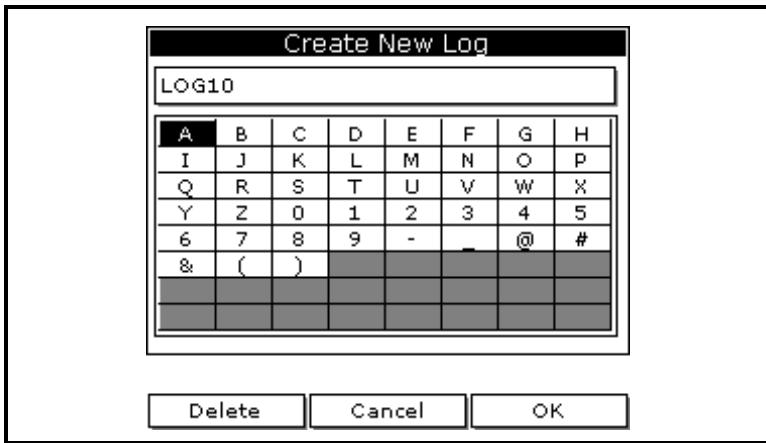 Create New Log
LOG10
A B C D E F G H
I J K L M N O P
Q R S T U V W X
Y Z 0 1 2 3 4 5
6 7 8 9 - _ @ #
& ( )
Delete Cancel OK